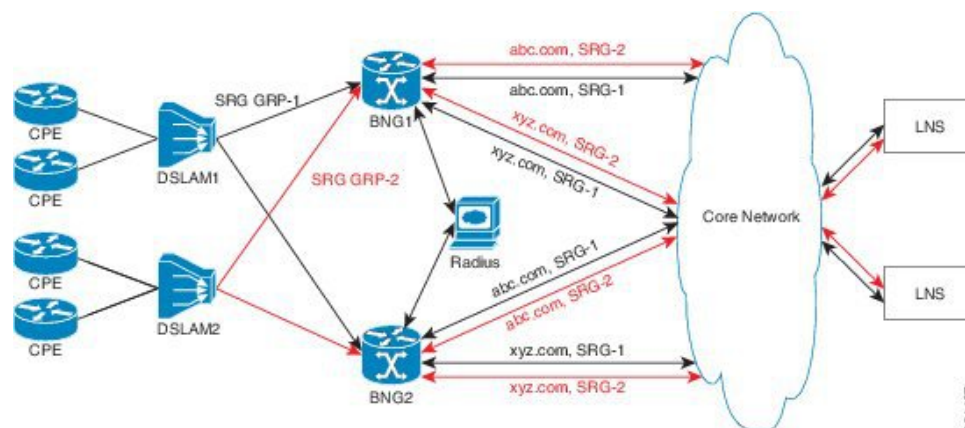 abc.com, SRG-2
abc.com, SRG-1
SRG GRP-1
CPE
BNG1
xyz.com, SRG-2
LNS
CPE
DSLAM1
xyz.com, SRG-1
SRG GRP-2
Core Network
Radius
CPE
abc.com, SRG-1
abc.com, SRG-2
LNS
CPE
DSLAM2
xyz.com, SRG-1
BNG2
xyz.com, SRG-2